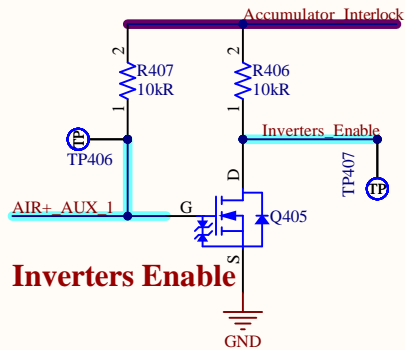 Accumulator_Interlock
2
2
R407
10kR
R406
10kR
1
1
Inverters_Enable
TP
TP406
TP407
TP
D
AIR+_AUX_1
G
Q405
S
Inverters Enable
GND